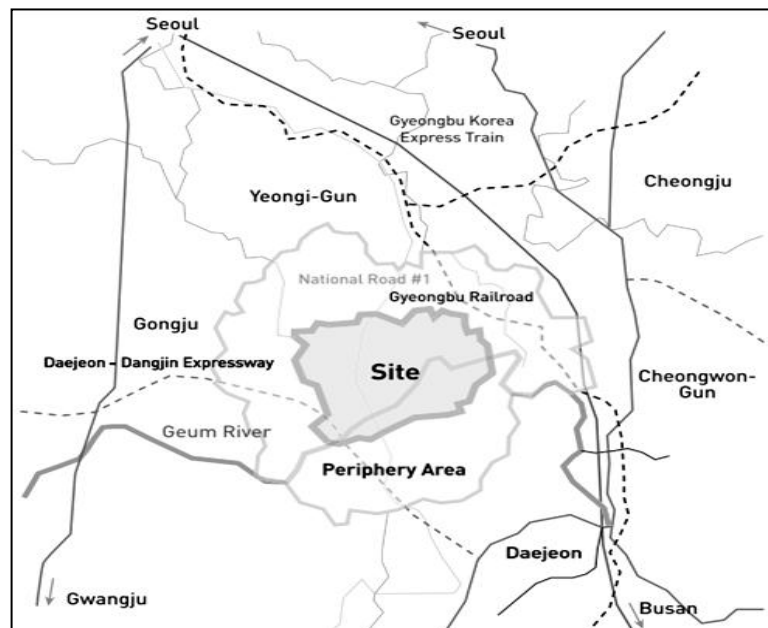 Seoul
Seoul
Gyeongbu Korea
Express Train
Cheongju
Yeongi-Gun
National Road #1
Gyeongbu Railroad
Gongju
Daejeon - Dangjin Expressway
Site
Cheongwon-
Gun
Geum River
Periphery Area
Daejeon
Gwangju
Busan